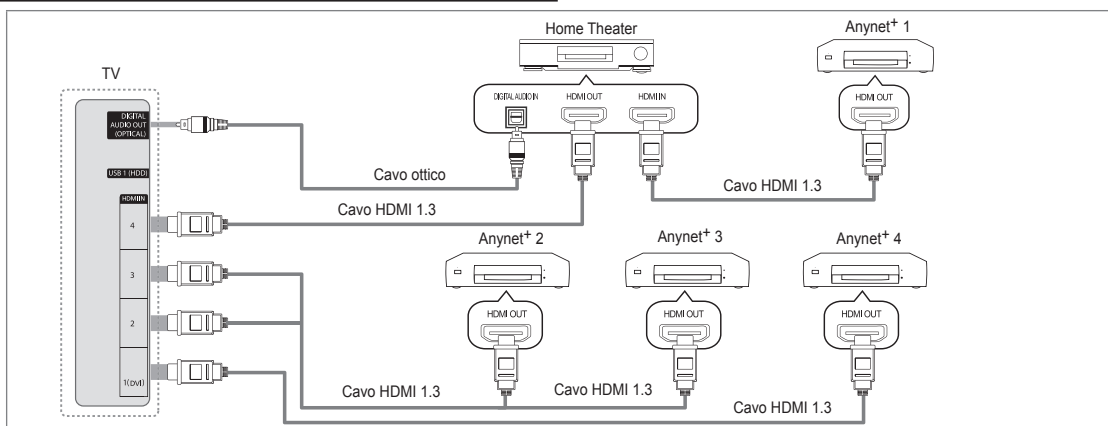 Home Theater
Anynet+ 1
TV
DIGITAL AUDIO OUT (OPTICAL)
DIGITAL AUDIO IN
HDMI OUT
HDMI IN
HDMI OUT
Cavo ottico
USB 1 (HDD)
Cavo HDMI 1.3
HDMI IN
Cavo HDMI 1.3
4
Anynet+ 2
Anynet+ 3
Anynet+ 4
3
HDMI OUT
HDMI OUT
HDMI OUT
2
1(DVI)
Cavo HDMI 1.3
Cavo HDMI 1.3
Cavo HDMI 1.3